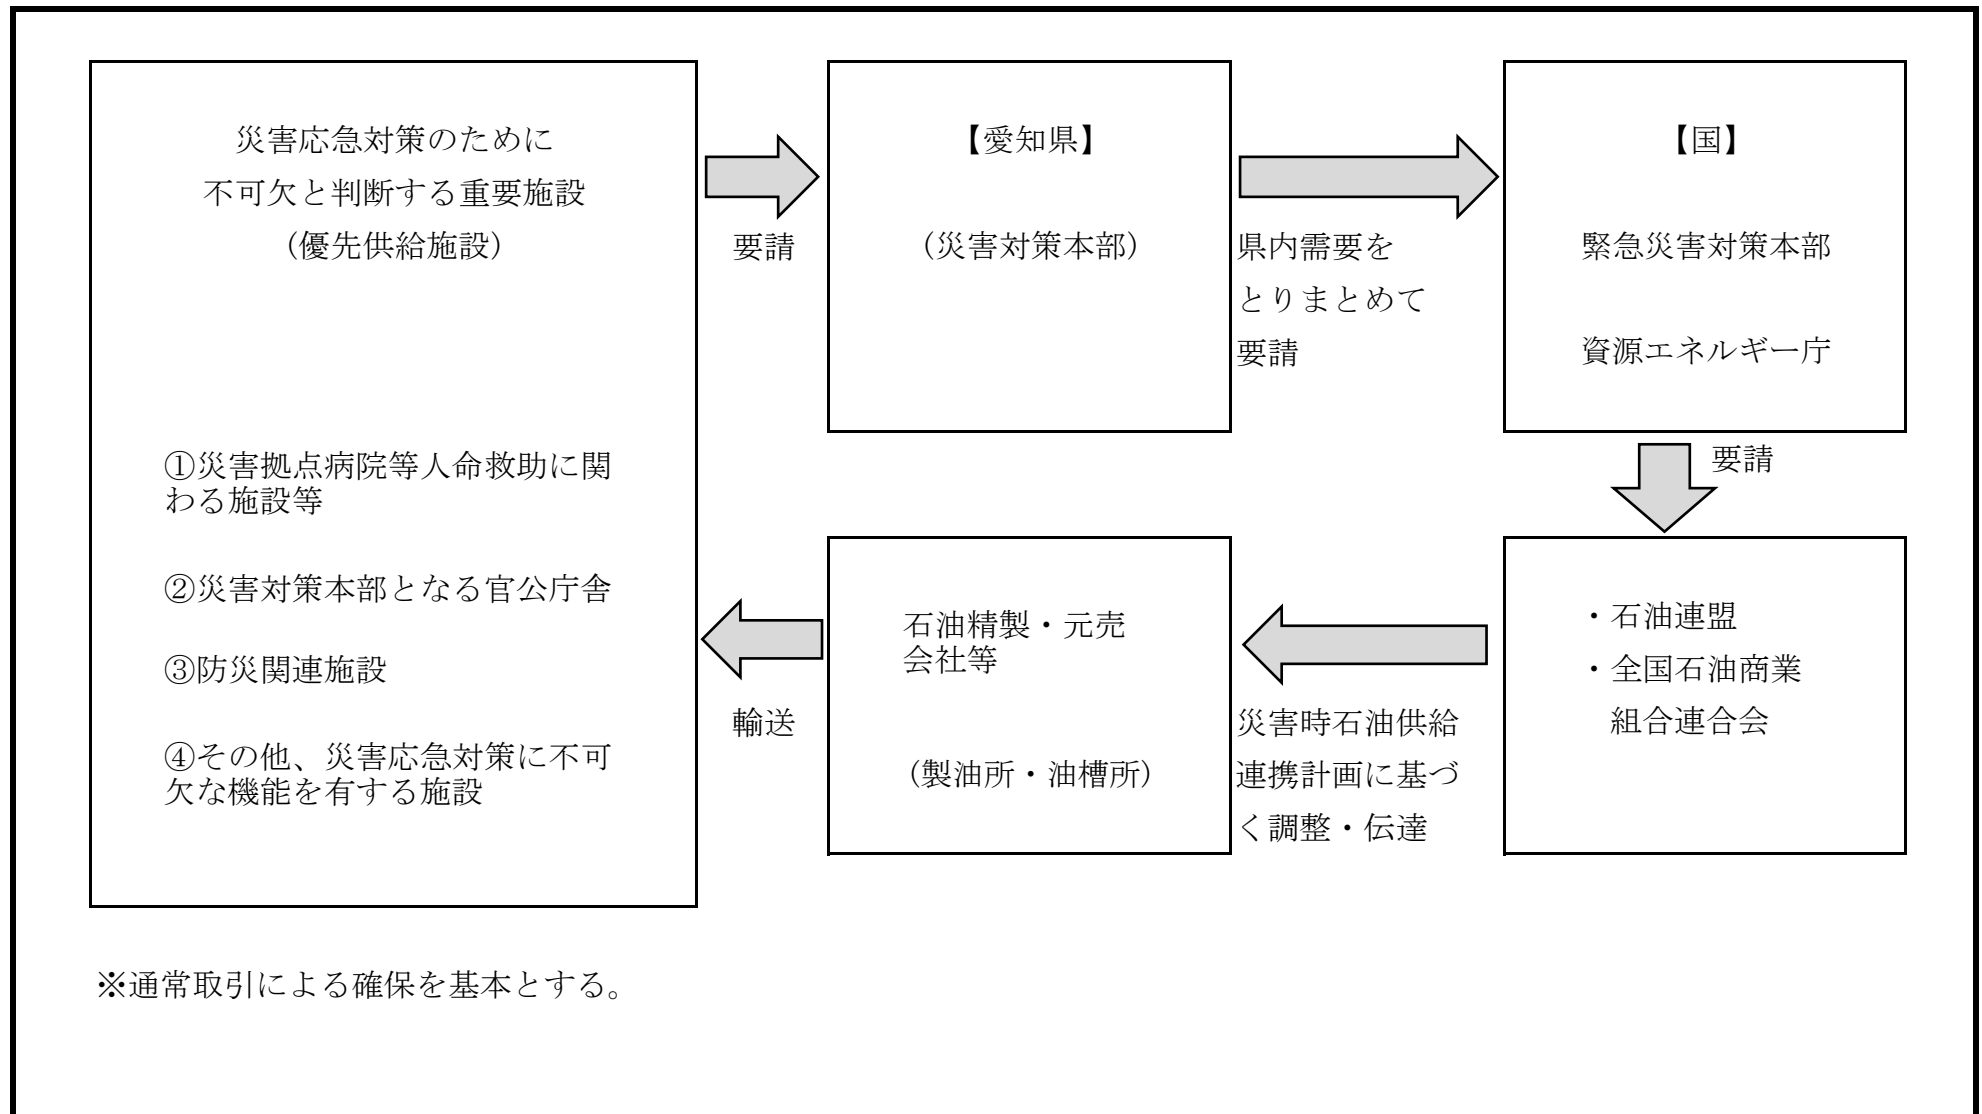 災害応急対策のために
不可欠と判断する重要施設
(優先供給施設)
①災害拠点病院等人命救助に関
わる施設等
②災害対策本部となる官公庁舎
③防災関連施設
④その他、災害応急対策に不可
欠な機能を有する施設
要請
【愛知県】
(災害対策本部)
県内需要を
とりまとめて
要請
【国】
緊急災害対策本部
資源エネルギー庁
要請
・石油連盟
・全国石油商業
組合連合会
災害時石油供給
連携計画に基づ
く調整・伝達
石油精製・元売
会社等
(製油所・油槽所)
輸送
※通常取引による確保を基本とする。